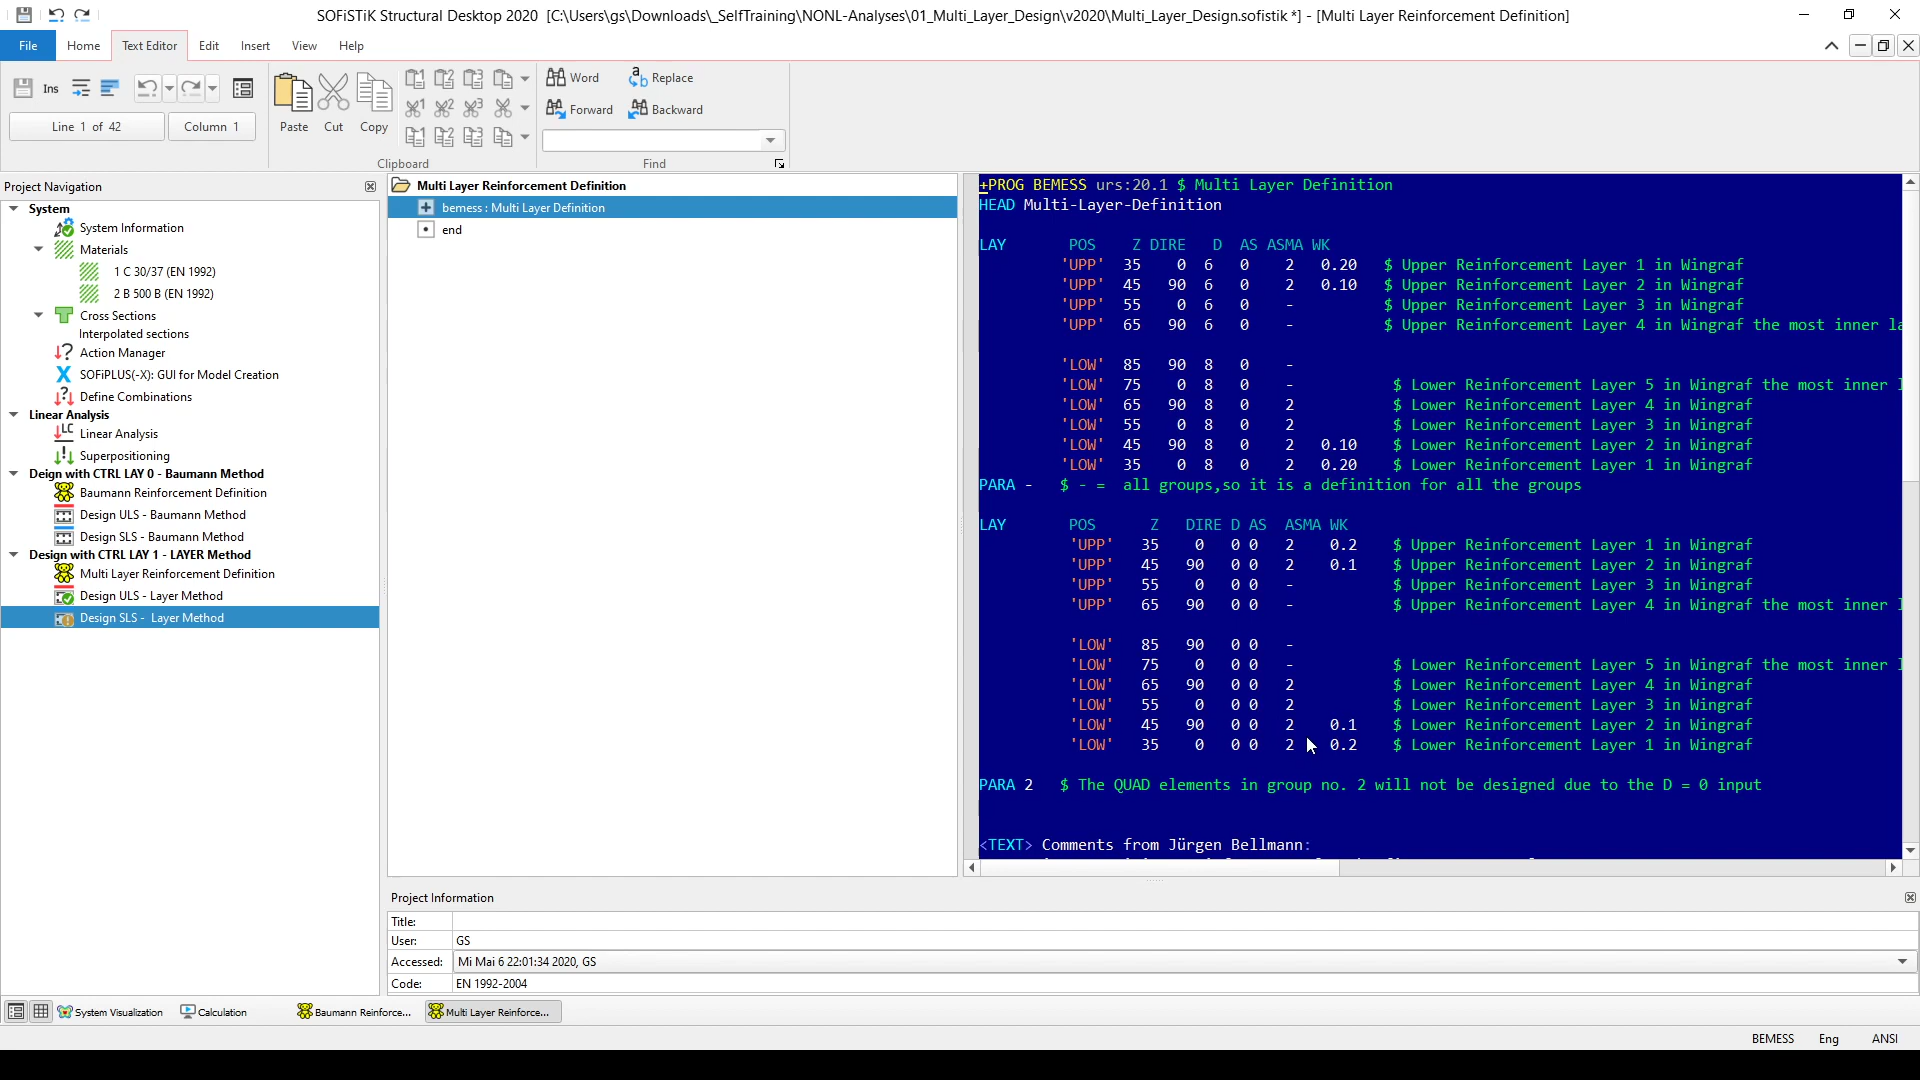 SOFiSTiK Structural Desktop 2020  [C:\Users\gs\Downloads\_SelfTraining\NONL-Analyses\01_Multi_Layer_Design\v2020\Multi_Layer_Design.sofistik *] - [Multi Layer Reinforcement Definition]
File Home Text Editor Edit Insert View Help
Ins
Line 1 of 42 Column 1
Paste Cut Copy
Clipboard
Word Replace
Forward Backward
Find
Project Navigation
System
System Information
Materials
1 C 30/37 (EN 1992)
2 B 500 B (EN 1992)
Cross Sections
Interpolated sections
Action Manager
SOFiPLUS(-X): GUI for Model Creation
Define Combinations
Linear Analysis
Linear Analysis
Superpositioning
Deign with CTRL LAY 0 - Baumann Method
Baumann Reinforcement Definition
Design ULS - Baumann Method
Design SLS - Baumann Method
Design with CTRL LAY 1 - LAYER Method
Multi Layer Reinforcement Definition
Design ULS - Layer Method
Design SLS - Layer Method
Multi Layer Reinforcement Definition
bemess : Multi Layer Definition
end
+PROG BEMESS urs:20.1 $ Multi Layer Definition
HEAD Multi-Layer-Definition
LAY POS Z DIRE D AS ASMA WK
'UPP' 35 0 6 0 2 0.20 $ Upper Reinforcement Layer 1 in Wingraf
'UPP' 45 90 6 0 2 0.10 $ Upper Reinforcement Layer 2 in Wingraf
'UPP' 55 0 6 0 - $ Upper Reinforcement Layer 3 in Wingraf
'UPP' 65 90 6 0 - $ Upper Reinforcement Layer 4 in Wingraf the most inner
'LOW' 85 90 8 0 -
'LOW' 75 0 8 0 - $ Lower Reinforcement Layer 5 in Wingraf the most inner
'LOW' 65 90 8 0 2 $ Lower Reinforcement Layer 4 in Wingraf
'LOW' 55 0 8 0 2 $ Lower Reinforcement Layer 3 in Wingraf
'LOW' 45 90 8 0 2 0.10 $ Lower Reinforcement Layer 2 in Wingraf
'LOW' 35 0 8 0 2 0.20 $ Lower Reinforcement Layer 1 in Wingraf
PARA - $ - = all groups,so it is a definition for all the groups
LAY POS Z DIRE D AS ASMA WK
'UPP' 35 0 0 0 2 0.2 $ Upper Reinforcement Layer 1 in Wingraf
'UPP' 45 90 0 0 2 0.1 $ Upper Reinforcement Layer 2 in Wingraf
'UPP' 55 0 0 0 - $ Upper Reinforcement Layer 3 in Wingraf
'UPP' 65 90 0 0 - $ Upper Reinforcement Layer 4 in Wingraf the most inner
'LOW' 85 90 0 0 -
'LOW' 75 0 0 0 - $ Lower Reinforcement Layer 5 in Wingraf the most inner
'LOW' 65 90 0 0 2 $ Lower Reinforcement Layer 4 in Wingraf
'LOW' 55 0 0 0 2 $ Lower Reinforcement Layer 3 in Wingraf
'LOW' 45 90 0 0 2 0.1 $ Lower Reinforcement Layer 2 in Wingraf
'LOW' 35 0 0 0 2 0.2 $ Lower Reinforcement Layer 1 in Wingraf
PARA 2 $ The QUAD elements in group no. 2 will not be designed due to the D = 0 input
<TEXT> Comments from Jürgen Bellmann:
Project Information
Title:
User: GS
Accessed: Mi Mai 6 22:01:34 2020, GS
Code: EN 1992-2004
System Visualization Calculation Baumann Reinforce... Multi Layer Reinforce...
BEMESS Eng ANSI